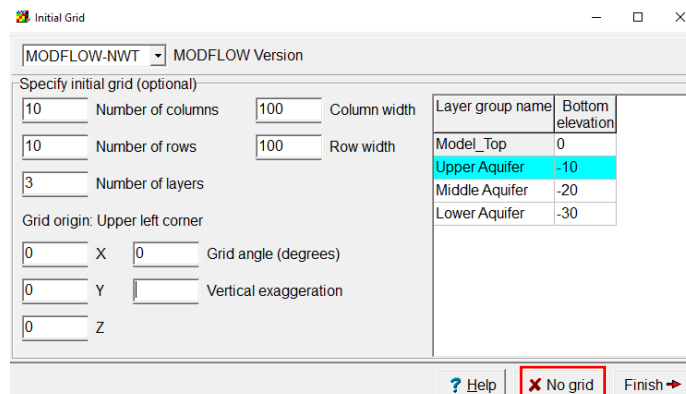 Initial Grid
MODFLOW-NWT MODFLOW Version
Specify initial grid (optional)
10 Number of columns 100 Column width
10 Number of rows 100 Row width
3 Number of layers
Grid origin: Upper left corner
0 X 0 Grid angle (degrees)
0 Y Vertical exaggeration
0 Z
Layer group name Bottom elevation
Model_Top 0
Upper Aquifer -10
Middle Aquifer -20
Lower Aquifer -30
? Help No grid Finish